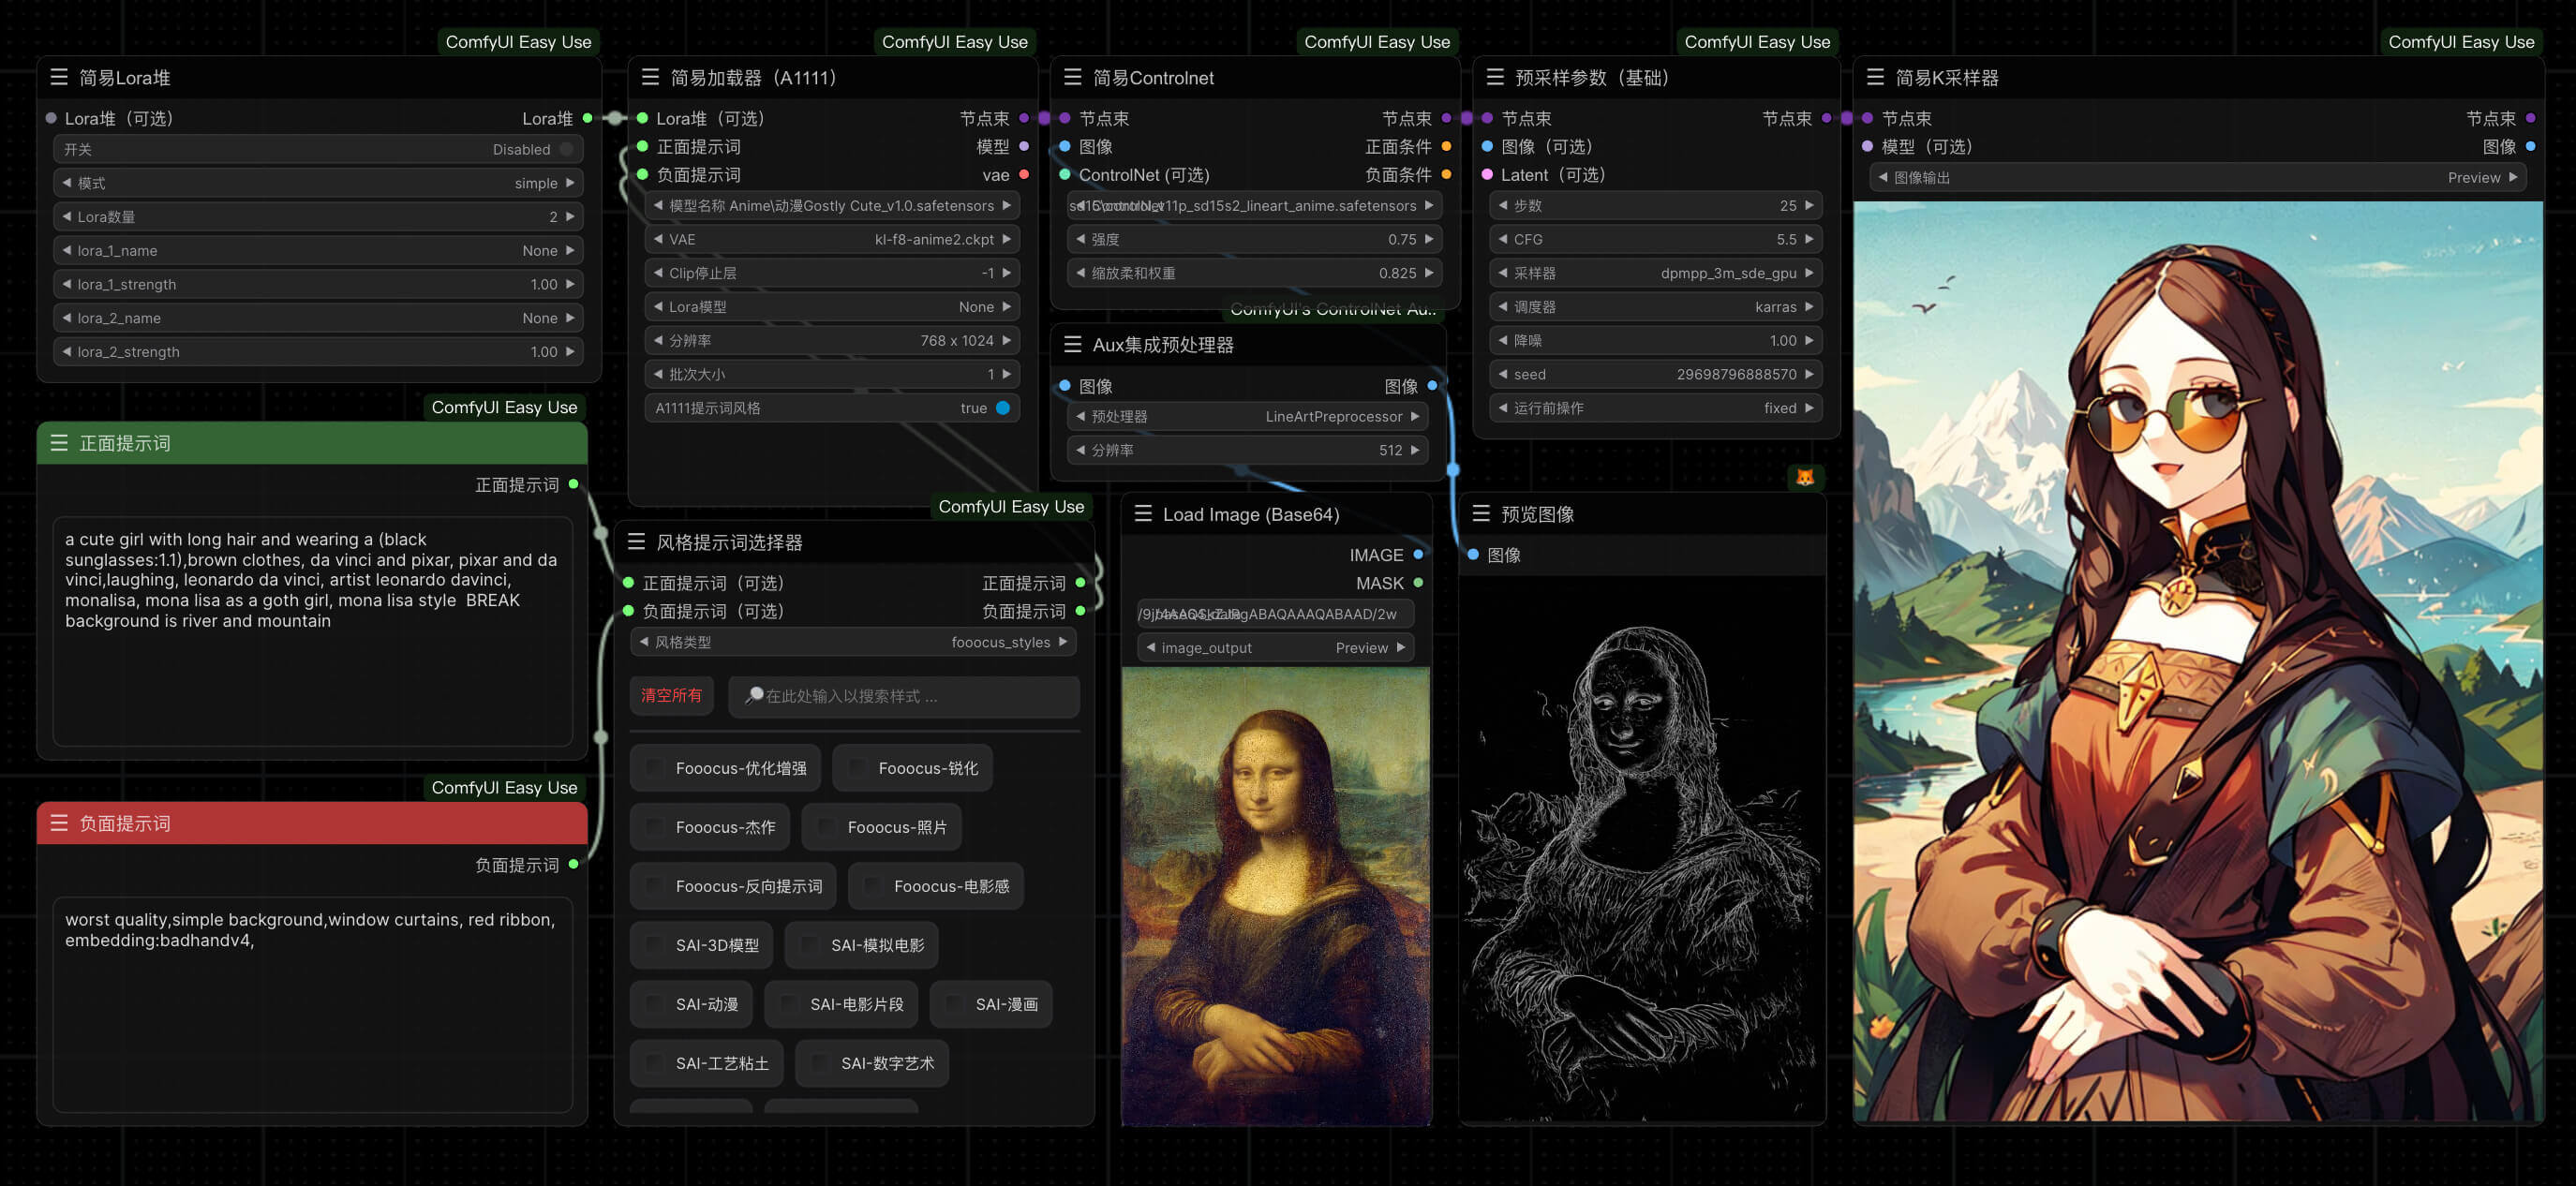 ComfyUI Easy Use
简易Lora堆
Lora堆（可选）
Lora堆
开关
Disabled
模式
simple
Lora数量
2
lora_1_name
None
lora_1_strength
1.00
lora_2_name
None
lora_2_strength
1.00
ComfyUI Easy Use
正面提示词
正面提示词
a cute girl with long hair and wearing a (black
sunglasses:1.1),brown clothes, da vinci and pixar, pixar and da
vinci,laughing, leonardo da vinci, artist leonardo davinci,
monalisa, mona lisa as a goth girl, mona lisa style  BREAK
background is river and mountain
ComfyUI Easy Use
负面提示词
负面提示词
worst quality,simple background,window curtains, red ribbon,
embedding:badhandv4,
ComfyUI Easy Use
简易加载器（A1111）
Lora堆（可选）
节点束
正面提示词
模型
负面提示词
vae
模型名称 Anime\动漫Gostly Cute_v1.0.safetensors
VAE
kl-f8-anime2.ckpt
Clip停止层
-1
Lora模型
None
分辨率
768 x 1024
批次大小
1
A1111提示词风格
true
ComfyUI Easy Use
风格提示词选择器
正面提示词（可选）
正面提示词
负面提示词（可选）
负面提示词
风格类型
fooocus_styles
清空所有
在此处输入以搜索样式 ...
Fooocus-优化增强
Fooocus-锐化
Fooocus-杰作
Fooocus-照片
Fooocus-反向提示词
Fooocus-电影感
SAI-3D模型
SAI-模拟电影
SAI-动漫
SAI-电影片段
SAI-漫画
SAI-工艺粘土
SAI-数字艺术
ComfyUI Easy Use
简易Controlnet
节点束
节点束
图像
正面条件
ControlNet (可选)
负面条件
v11p_sd15s2_lineart_anime.safetensors
强度
0.75
缩放柔和权重
0.825
ComfyUI's ControlNet Au..
Aux集成预处理器
图像
图像
预处理器
LineArtPreprocessor
分辨率
512
Load Image (Base64)
IMAGE
MASK
gABAQAAAQABAAD/2w
image_output
Preview
ComfyUI Easy Use
预采样参数（基础）
节点束
节点束
图像（可选）
Latent（可选）
步数
25
CFG
5.5
采样器
dpmpp_3m_sde_gpu
调度器
karras
降噪
1.00
seed
29698796888570
运行前操作
fixed
预览图像
图像
ComfyUI Easy Use
简易K采样器
节点束
节点束
模型（可选）
图像
图像输出
Preview